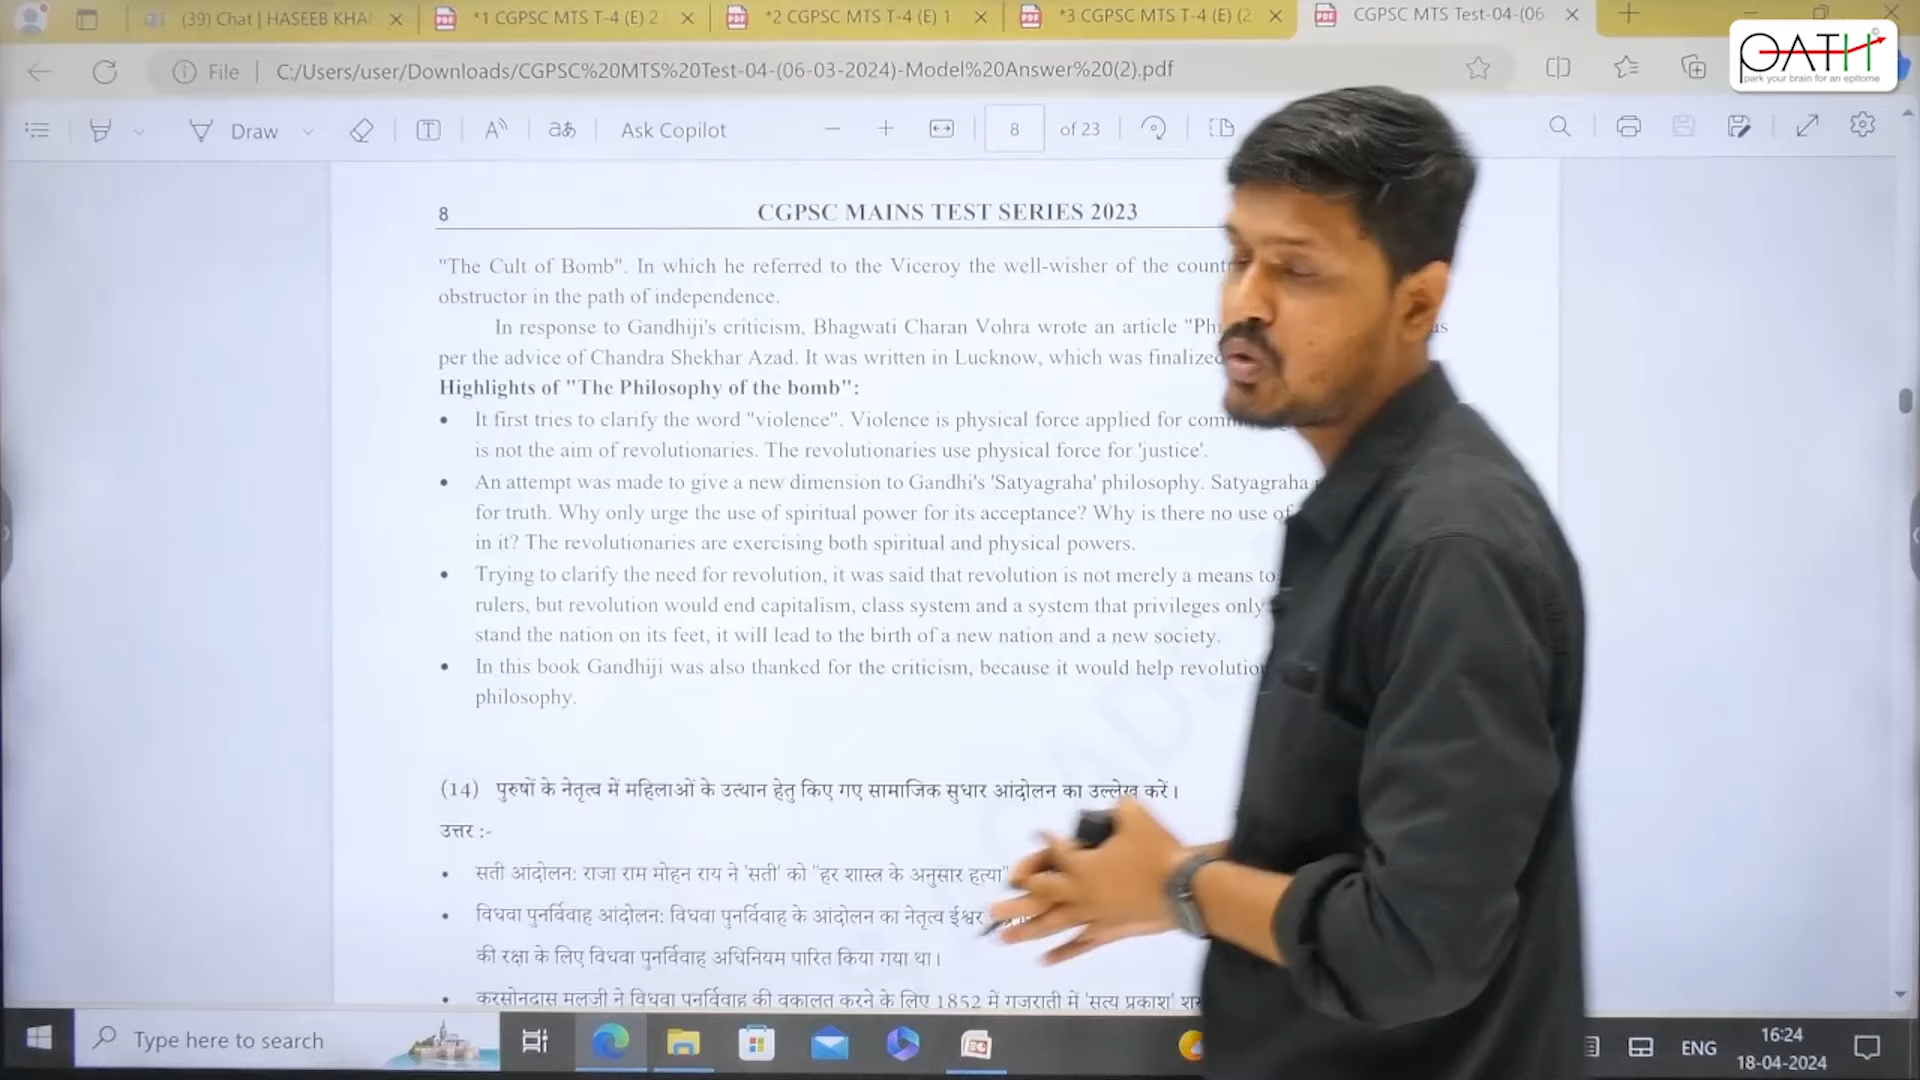 (39) Chat | HASEEB KHA
*1 CGPSC MTS T-4 (E) 2
*2 CGPSC MTS T-4 (E) 1
*3 CGPSC MTS T-4 (E) (2
CGPSC MTS Test-04-(06
PATH
park your brain for an epitome
File
C:/Users/user/Downloads/CGPSC%20MTS%20Test-04-(06-03-2024)-Model%20Answer%20(2).pdf
Draw
Ask Copilot
8
of 23
8
CGPSC MAINS TEST SERIES 2023
"The Cult of Bomb". In which he referred to the Viceroy the well-wisher of the
obstructor in the path of independence.
In response to Gandhiji's criticism, Bhagwati Charan Vohra wrote an article as
per the advice of Chandra Shekhar Azad. It was written in Lucknow, which was
Highlights of "The Philosophy of the bomb":
• It first tries to clarify the word "violence". Violence is physical force applied for
is not the aim of revolutionaries. The revolutionaries use physical force for 'justice'.
• An attempt was made to give a new dimension to Gandhi's 'Satyagraha' philosophy. Satyagraha
for truth. Why only urge the use of spiritual power for its acceptance? Why is there no use of
in it? The revolutionaries are exercising both spiritual and physical powers.
• Trying to clarify the need for revolution, it was said that revolution is not merely a means to
rulers, but revolution would end capitalism, class system and a system that privileges only
stand the nation on its feet, it will lead to the birth of a new nation and a new society.
• In this book Gandhiji was also thanked for the criticism, because it would help
philosophy.
(14) पुरुषों के नेतृत्व में महिलाओं के उत्थान हेतु किए गए सामाजिक सुधार आंदोलन का उल्लेख करें।
उत्तर :-
• सती आंदोलन: राजा राम मोहन राय ने 'सती' को "हर शास्त्र के अनुसार हत्या"
• विधवा पुनर्विवाह आंदोलन: विधवा पुनर्विवाह के आंदोलन का नेतृत्व ईश्वर
की रक्षा के लिए विधवा पुनर्विवाह अधिनियम पारित किया गया था।
• करसोनदास मलजी ने विधवा पुनर्विवाह की वकालत करने के लिए 1852 में गुजराती में 'सत्य प्रकाश'
Type here to search
ENG
16:24
18-04-2024